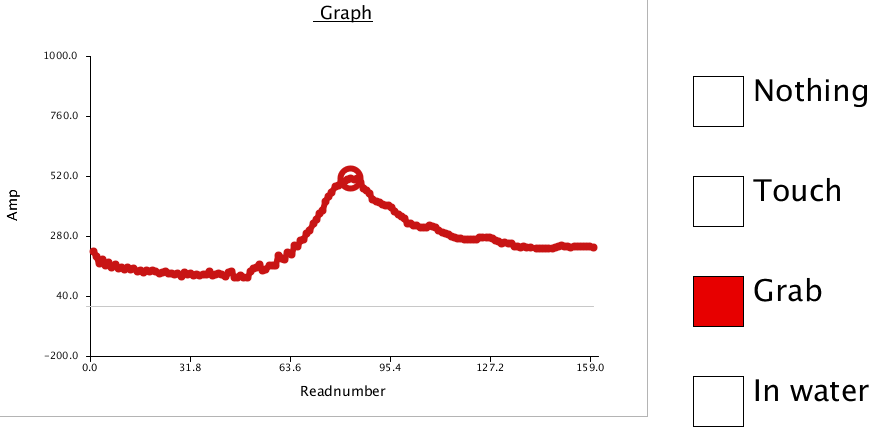 Graph
1000.0
760.0
520.0
280.0
40.0
-200.0
Amp
0.0 31.8 63.6 95.4 127.2 159.0
Readnumber
Nothing
Touch
Grab
In water